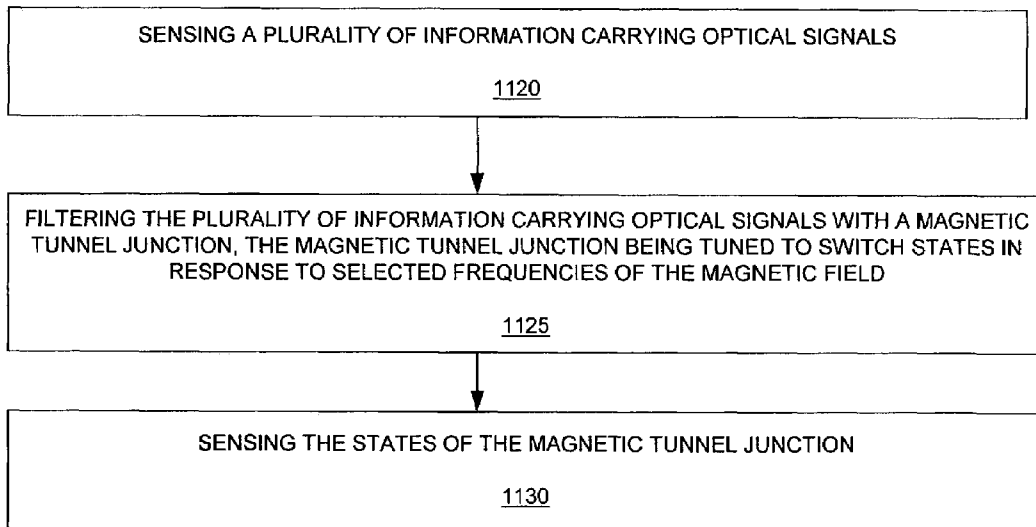 SENSING A PLURALITY OF INFORMATION CARRYING OPTICAL SIGNALS
1120
FILTERING THE PLURALITY OF INFORMATION CARRYING OPTICAL SIGNALS WITH A MAGNETIC
TUNNEL JUNCTION, THE MAGNETIC TUNNEL JUNCTION BEING TUNED TO SWITCH STATES IN
RESPONSE TO SELECTED FREQUENCIES OF THE MAGNETIC FIELD
1125
SENSING THE STATES OF THE MAGNETIC TUNNEL JUNCTION
1130